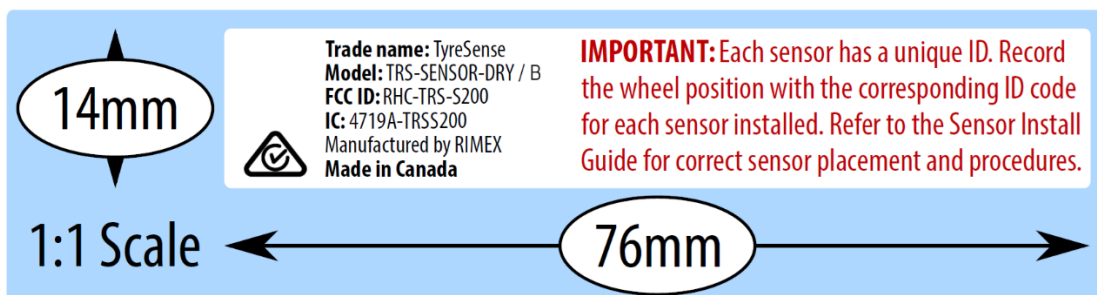 14mm
Trade name: TyreSense
Model: TRS-SENSOR-DRY / B
FCC ID: RHC-TRS-S200
IC: 4719A-TRSS200
Manufactured by RIMEX
Made in Canada
IMPORTANT: Each sensor has a unique ID. Record
the wheel position with the corresponding ID code
for each sensor installed. Refer to the Sensor Install
Guide for correct sensor placement and procedures.
1:1 Scale
76mm